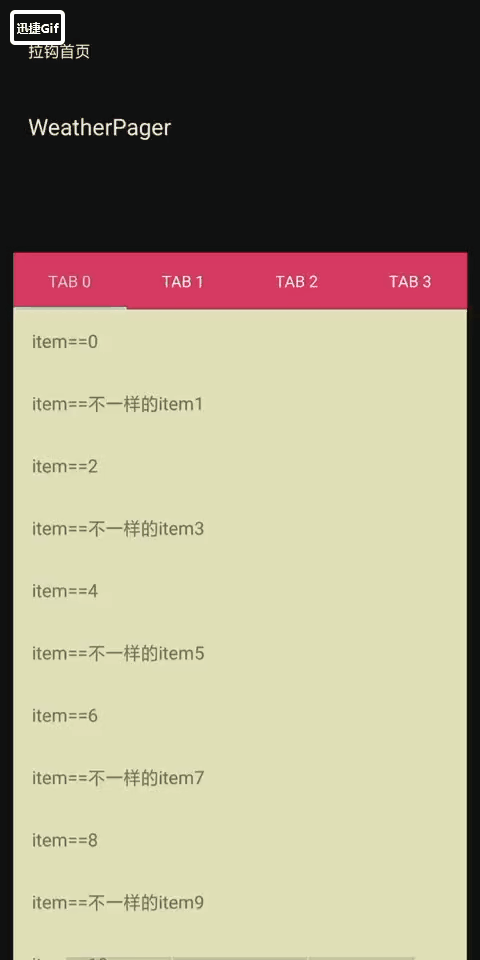 迅捷Gif
拉钩首页
WeatherPager
TAB 0 TAB 1 TAB 2 TAB 3
item==0
item==不一样的item1
item==2
item==不一样的item3
item==4
item==不一样的item5
item==6
item==不一样的item7
item==8
item==不一样的item9